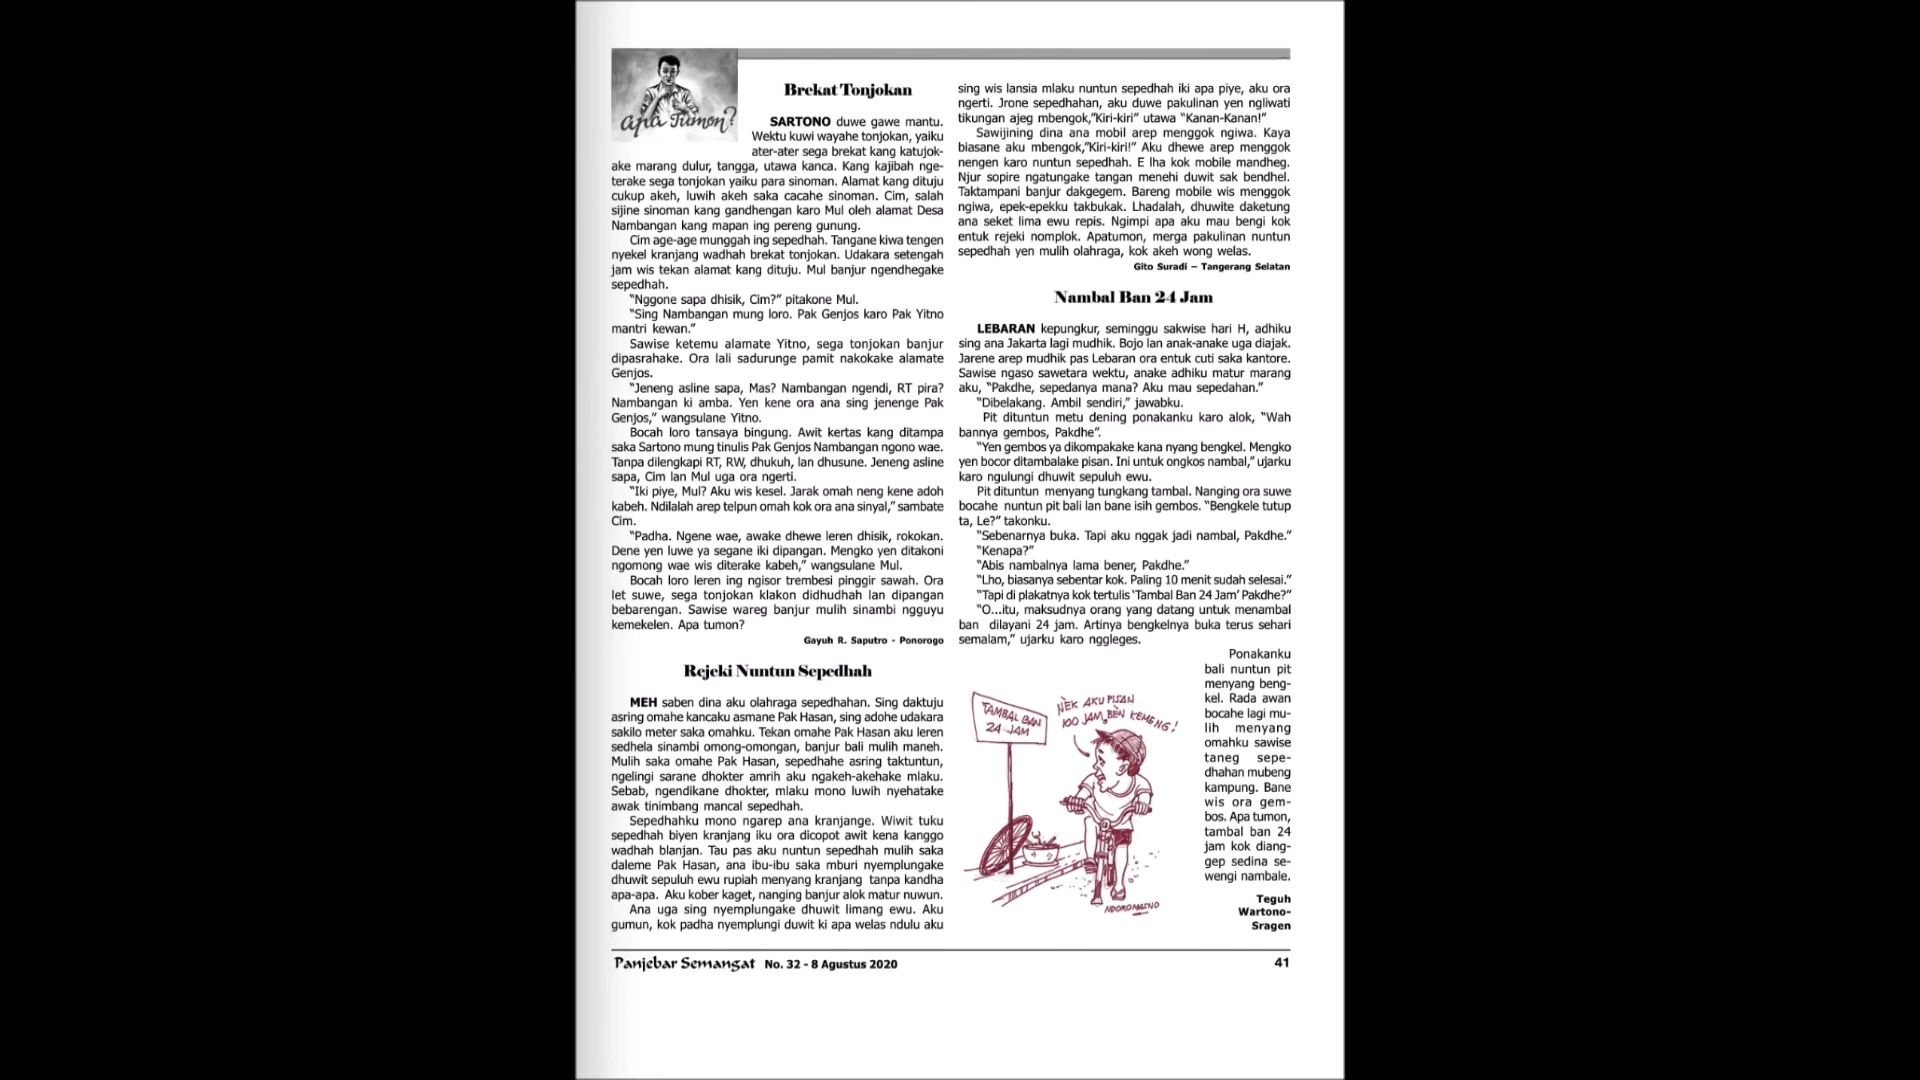 apa Tumon?
Brekat Tonjokan
SARTONO duwe gawe mantu.
Wektu kuwi wayahe tonjokan, yaiku
ater-ater sega brekat kang katujok-
ake marang dulur, tangga, utawa kanca. Kang kajibah nge-
terake sega tonjokan yaiku para sinoman. Alamat kang dituju
cukup akeh, luwih akeh saka cacahe sinoman. Cim, salah
sijine sinoman kang gandhengan karo Mul oleh alamat Desa
Nambangan kang mapan ing pereng gunung.
Cim age-age munggah ing sepedhah. Tangane kiwa tengen
nyekel kranjang wadhah brekat tonjokan. Udakara setengah
jam wis tekan alamat kang dituju. Mul banjur ngendhegake
sepedhah.
"Nggone sapa dhisik, Cim?" pitakone Mul.
"Sing Nambangan mung loro. Pak Genjos karo Pak Yitno
mantri kewan."
Sawise ketemu alamate Yitno, sega tonjokan banjur
dipasrahake. Ora lali sadurunge pamit nakokake alamate
Genjos.
"Jeneng asline sapa, Mas? Nambangan ngendi, RT pira?
Nambangan ki amba. Yen kene ora ana sing jenenge Pak
Genjos," wangsulane Yitno.
Bocah loro tansaya bingung. Awit kertas kang ditampa
saka Sartono mung tinulis Pak Genjos Nambangan ngono wae.
Tanpa dilengkapi RT, RW, dhukuh, lan dhusune. Jeneng asline
sapa, Cim lan Mul uga ora ngerti.
"Iki piye, Mul? Aku wis kesel. Jarak omah neng kene adoh
kabeh. Ndilalah arep telpun omah kok ora ana sinyal," sambate
Cim.
"Padha. Ngene wae, awake dhewe leren dhisik, rokokan.
Dene yen luwe ya segane iki dipangan. Mengko yen ditakoni
ngomong wae wis diterake kabeh," wangsulane Mul.
Bocah loro leren ing ngisor trembesi pinggir sawah. Ora
let suwe, sega tonjokan klakon didhudhah lan dipangan
bebarengan. Sawise wareg banjur mulih sinambi ngguyu
kemekelen. Apa tumon?
Gayuh R. Saputro - Ponorogo
Rejeki Nuntun Sepedhah
MEH saben dina aku olahraga sepedhahan. Sing daktuju
asring omahe kancaku asmane Pak Hasan, sing adohe udakara
sakilo meter saka omahku. Tekan omahe Pak Hasan aku leren
sedhela sinambi omong-omongan, banjur bali mulih maneh.
Mulih saka omahe Pak Hasan, sepedhahe asring taktuntun,
ngelingi sarane dhokter amrih aku ngakeh-akehake mlaku.
Sebab, ngendikane dhokter, mlaku mono luwih nyehatake
awak tinimbang mancal sepedhah.
Sepedhahku mono ngarep ana kranjange. Wiwit tuku
sepedhah biyen kranjang iku ora dicopot awit kena kanggo
wadhah blanjan. Tau pas aku nuntun sepedhah mulih saka
daleme Pak Hasan, ana ibu-ibu saka mburi nyemplungake
dhuwit sepuluh ewu rupiah menyang kranjang tanpa kandha
apa-apa. Aku kober kaget, nanging banjur alok matur nuwun.
Ana uga sing nyemplungake dhuwit limang ewu. Aku
gumun, kok padha nyemplungi duwit ki apa welas ndulu aku
sing wis lansia mlaku nuntun sepedhah iki apa piye, aku ora
ngerti. Jrone sepedhahan, aku duwe pakulinan yen ngliwati
tikungan ajeg mbengok,"Kiri-kiri" utawa "Kanan-Kanan!"
Sawijining dina ana mobil arep menggok ngiwa. Kaya
biasane aku mbengok,"Kiri-kiri!" Aku dhewe arep menggok
nengen karo nuntun sepedhah. E lha kok mobile mandheg.
Njur sopire ngatungake tangan menehi duwit sak bendhel.
Taktampani banjur dakgegem. Bareng mobile wis menggok
ngiwa, epek-epekku takbukak. Lhadalah, dhuwite daketung
ana seket lima ewu repis. Ngimpi apa aku mau bengi kok
entuk rejeki nomplok. Apatumon, merga pakulinan nuntun
sepedhah yen mulih olahraga, kok akeh wong welas.
Gito Suradi – Tangerang Selatan
Nambal Ban 24 Jam
LEBARAN kepungkur, seminggu sakwise hari H, adhiku
sing ana Jakarta lagi mudhik. Bojo lan anak-anake uga diajak.
Jarene arep mudhik pas Lebaran ora entuk cuti saka kantore.
Sawise ngaso sawetara wektu, anake adhiku matur marang
aku, "Pakdhe, sepedanya mana? Aku mau sepedahan."
"Dibelakang. Ambil sendiri," jawabku.
Pit dituntun metu dening ponakanku karo alok, "Wah
bannya gembos, Pakdhe".
"Yen gembos ya dikompakake kana nyang bengkel. Mengko
yen bocor ditambalake pisan. Ini untuk ongkos nambal," ujarku
karo ngulungi dhuwit sepuluh ewu.
Pit dituntun menyang tungkang tambal. Nanging ora suwe
bocahe nuntun pit bali lan bane isih gembos. "Bengkele tutup
ta, Le?" takonku.
"Sebenarnya buka. Tapi aku nggak jadi nambal, Pakdhe."
"Kenapa?"
"Abis nambalnya lama bener, Pakdhe."
"Lho, biasanya sebentar kok. Paling 10 menit sudah selesai."
"Tapi di plakatnya kok tertulis 'Tambal Ban 24 Jam' Pakdhe?"
"O...itu, maksudnya orang yang datang untuk menambal
ban dilayani 24 jam. Artinya bengkelnya buka terus sehari
semalam," ujarku karo nggleges.
Ponakanku
bali nuntun pit
menyang beng-
kel. Rada awan
bocahe lagi mu-
lih menyang
omahku sawise
taneg sepe-
dhahan mubeng
kampung. Bane
wis ora gem-
bos. Apa tumon,
tambal ban 24
jam kok diang-
gep sedina se-
wengi nambale.
Teguh
Wartono-
Sragen
TAMBAL BAN
24 JAM
NEK AKU PISAN
100 JAM, BEN KEMENG!
NDOROMASNO
Panjebar Semangat No. 32 - 8 Agustus 2020
41